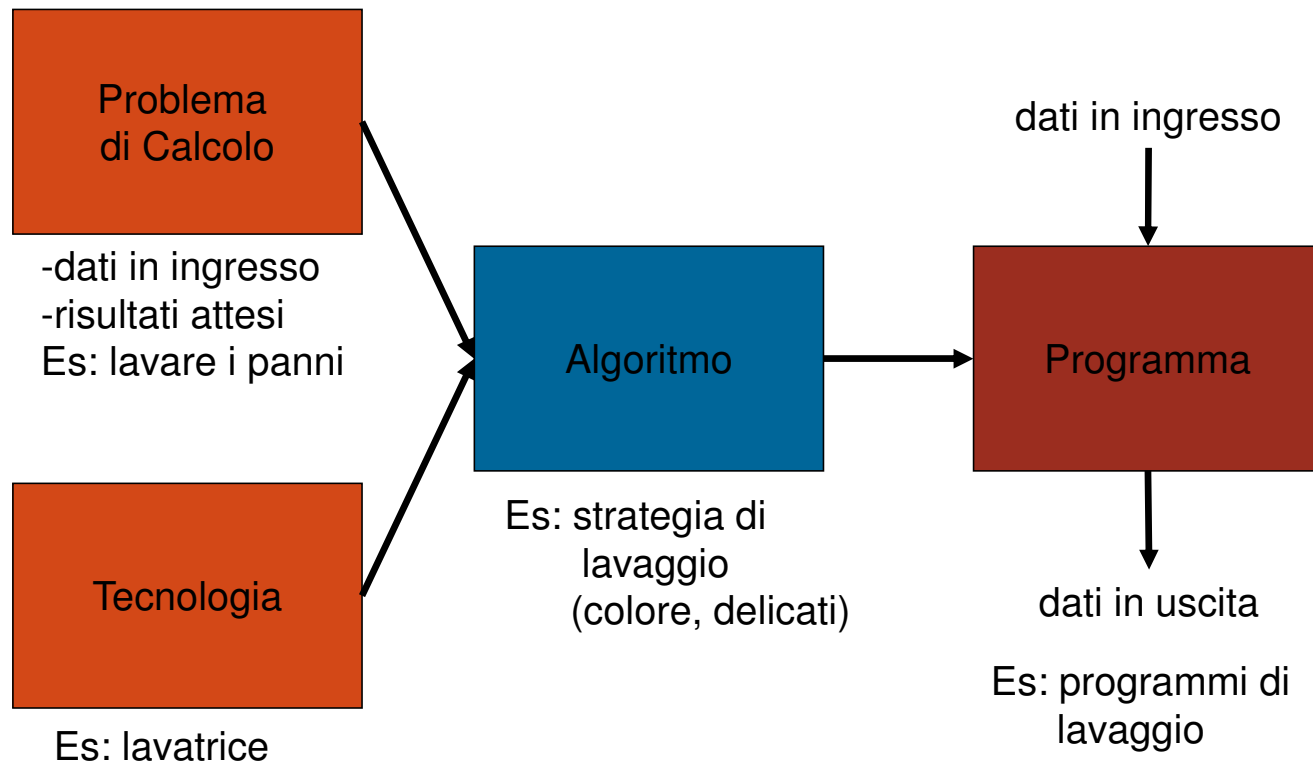 Problema
di Calcolo
-dati in ingresso
-risultati attesi
Es: lavare i panni
Tecnologia
Es: lavatrice
Algoritmo
Es: strategia di
lavaggio
(colore, delicati)
dati in ingresso
Programma
dati in uscita
Es: programmi di
lavaggio